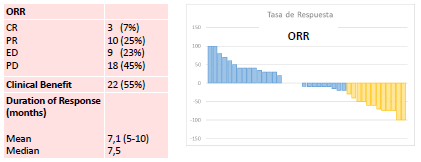 ORR
CR 3 (7%)
PR 10 (25%)
ED 9 (23%)
PD 18 (45%)
Clinical Benefit 22 (55%)
Duration of Response
(months)
Mean 7,1 (5-10)
Median 7,5
Tasa de Respuesta
ORR
150
100
50
0
-50
-100
-150